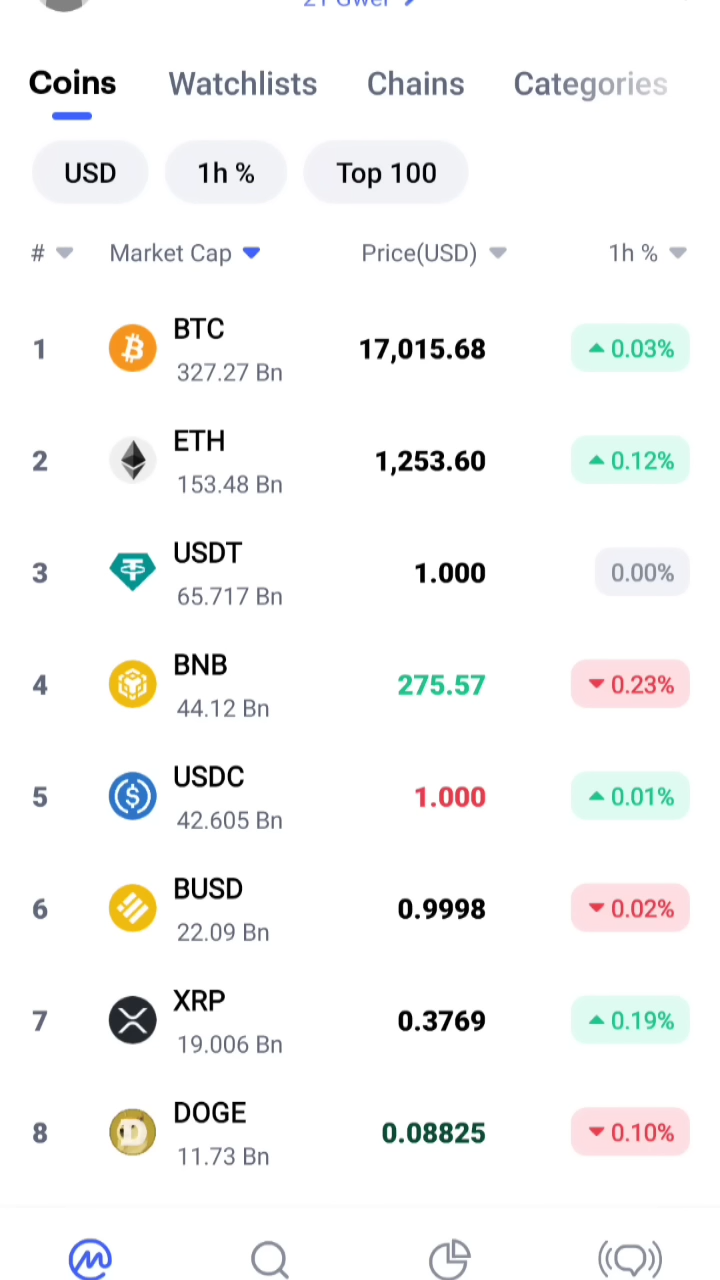 21 Gwei
Coins Watchlists Chains Categories
USD 1h % Top 100
# Market Cap Price(USD) 1h %
1 BTC 17,015.68 0.03%
327.27 Bn
2 ETH 1,253.60 0.12%
153.48 Bn
3 USDT 1.000 0.00%
65.717 Bn
4 BNB 275.57 0.23%
44.12 Bn
5 USDC 1.000 0.01%
42.605 Bn
6 BUSD 0.9998 0.02%
22.09 Bn
7 XRP 0.3769 0.19%
19.006 Bn
8 DOGE 0.08825 0.10%
11.73 Bn